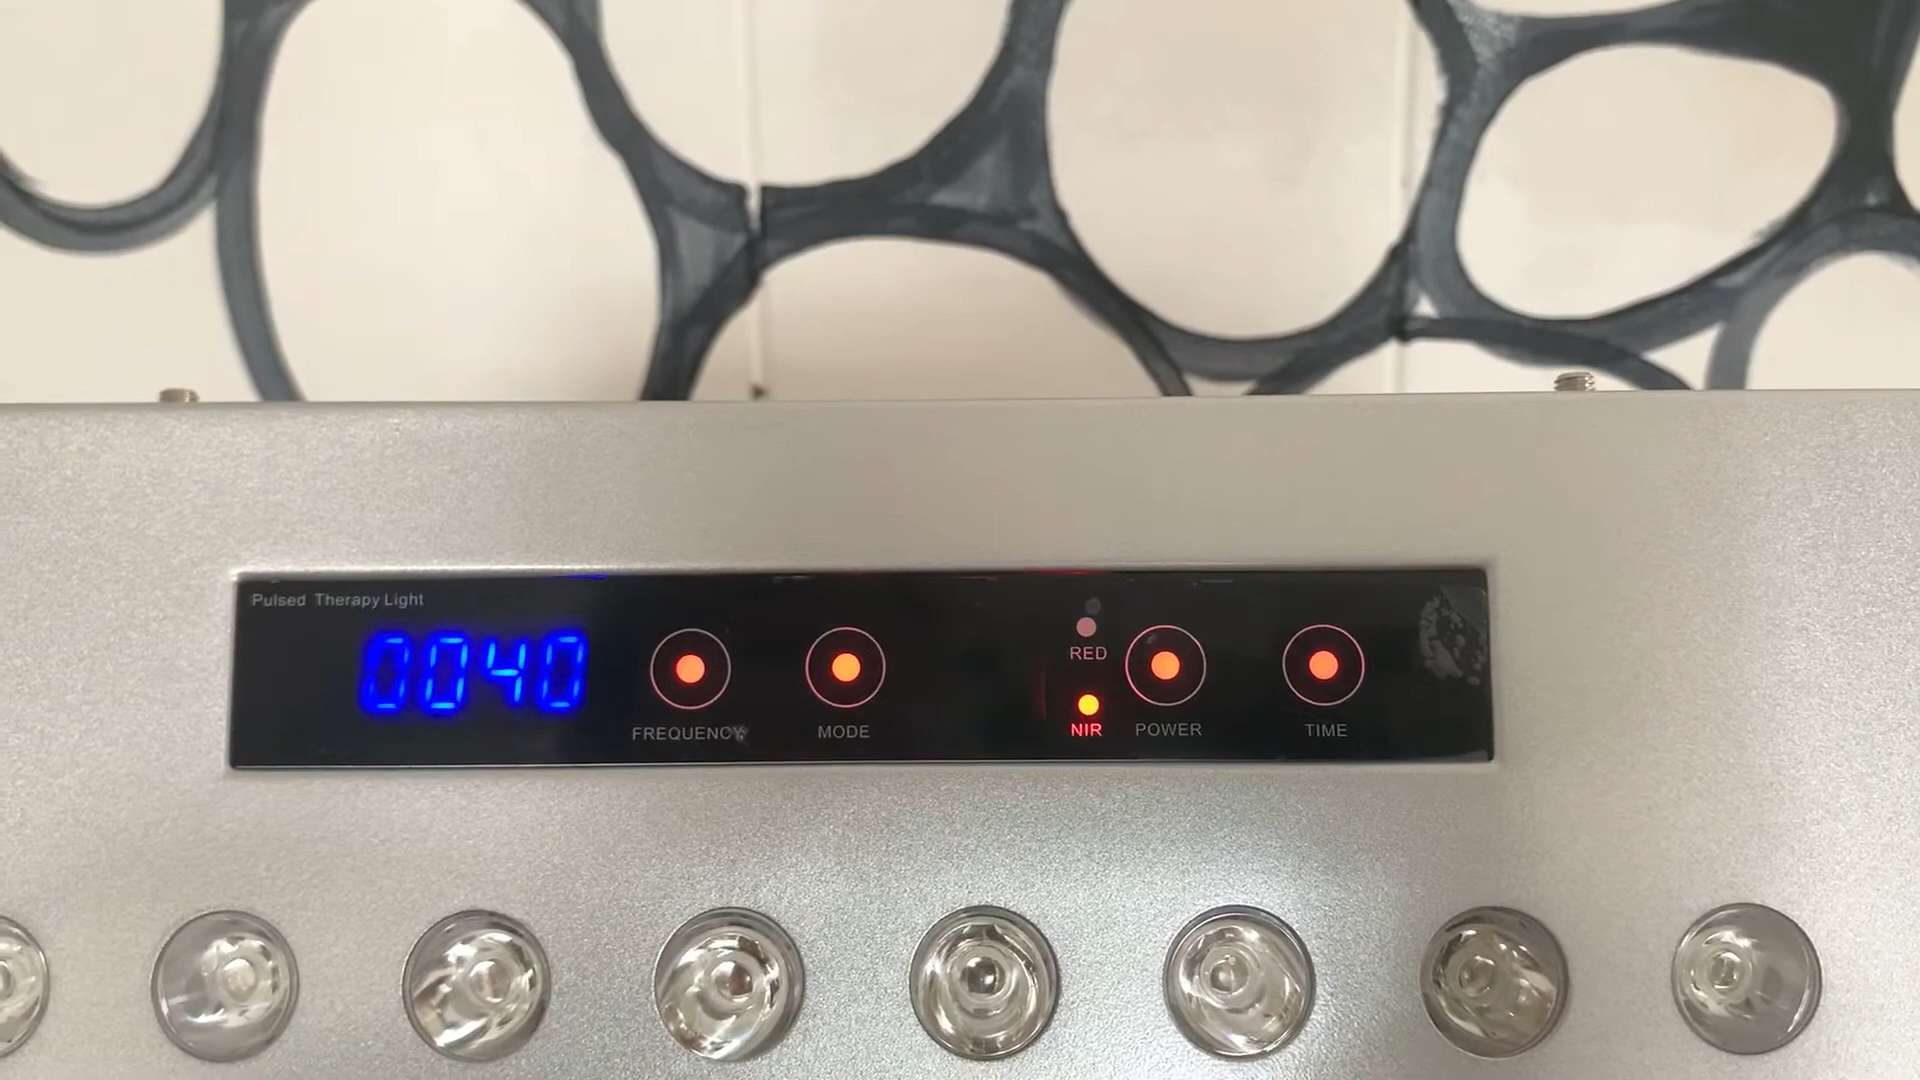 Pulsed Therapy Light
0040
FREQUENCY
MODE
RED
NIR
POWER
TIME